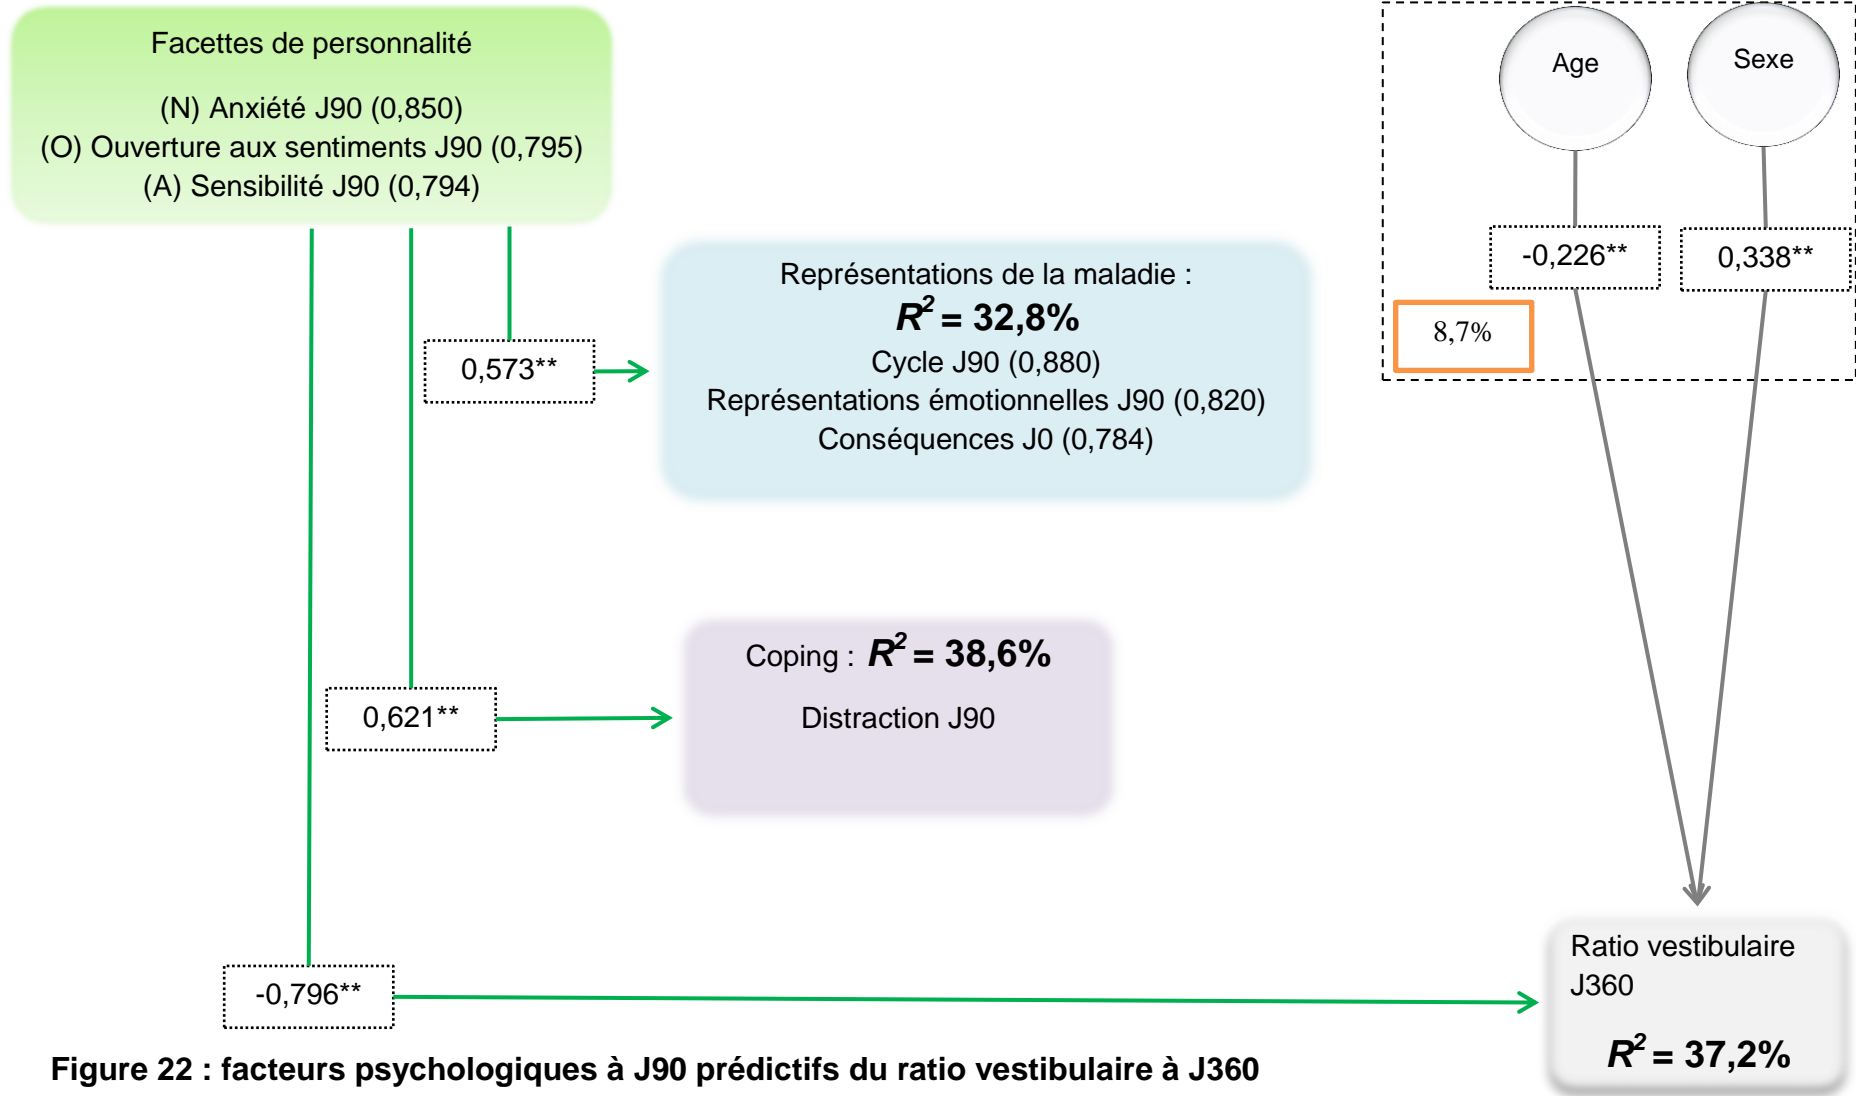 Facettes de personnalité
(N) Anxiété J90 (0,850)
(O) Ouverture aux sentiments J90 (0,795)
(A) Sensibilité J90 (0,794)
Age
Sexe
-0,226**
0,338**
8,7%
Représentations de la maladie :
R² = 32,8%
Cycle J90 (0,880)
Représentations émotionnelles J90 (0,820)
Conséquences J0 (0,784)
0,573**
Coping : R² = 38,6%
Distraction J90
0,621**
-0,796**
Ratio vestibulaire
J360
R² = 37,2%
Figure 22 : facteurs psychologiques à J90 prédictifs du ratio vestibulaire à J360